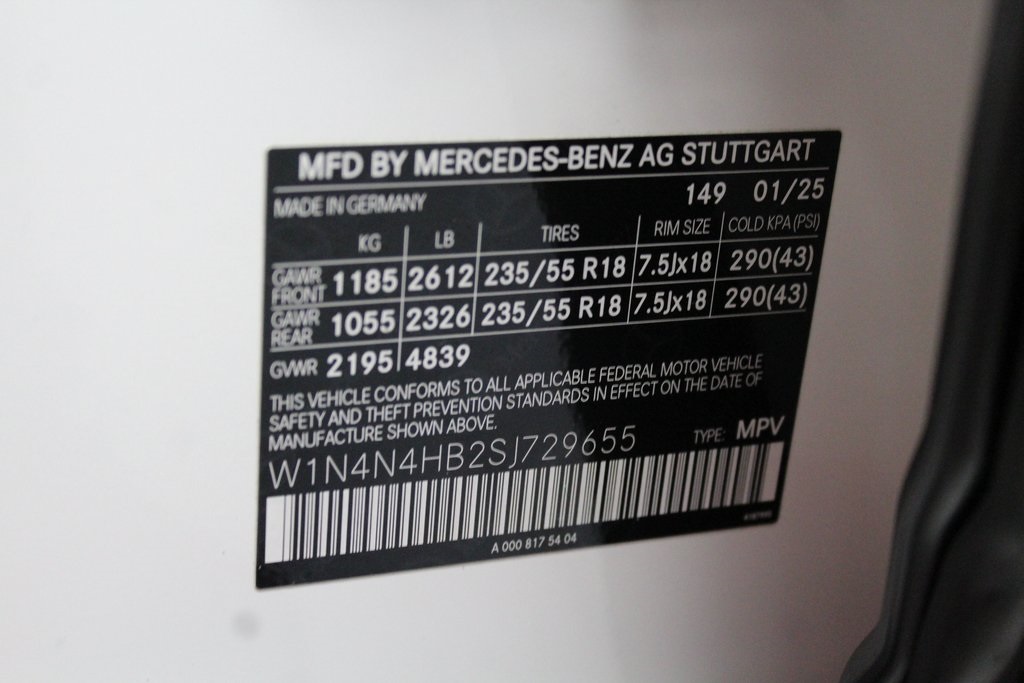 MFD BY MERCEDES-BENZ AG STUTTGART
MADE IN GERMANY 149 01/25
KG LB TIRES RIM SIZE COLD KPA (PSI)
GAWR FRONT 1185 2612 235/55 R18 7.5Jx18 290(43)
GAWR REAR 1055 2326 235/55 R18 7.5Jx18 290(43)
GVWR 2195 4839
THIS VEHICLE CONFORMS TO ALL APPLICABLE FEDERAL MOTOR VEHICLE
SAFETY AND THEFT PREVENTION STANDARDS IN EFFECT ON THE DATE OF
MANUFACTURE SHOWN ABOVE.
W1N4N4HB2SJ729655 TYPE: MPV
A 000 817 54 04